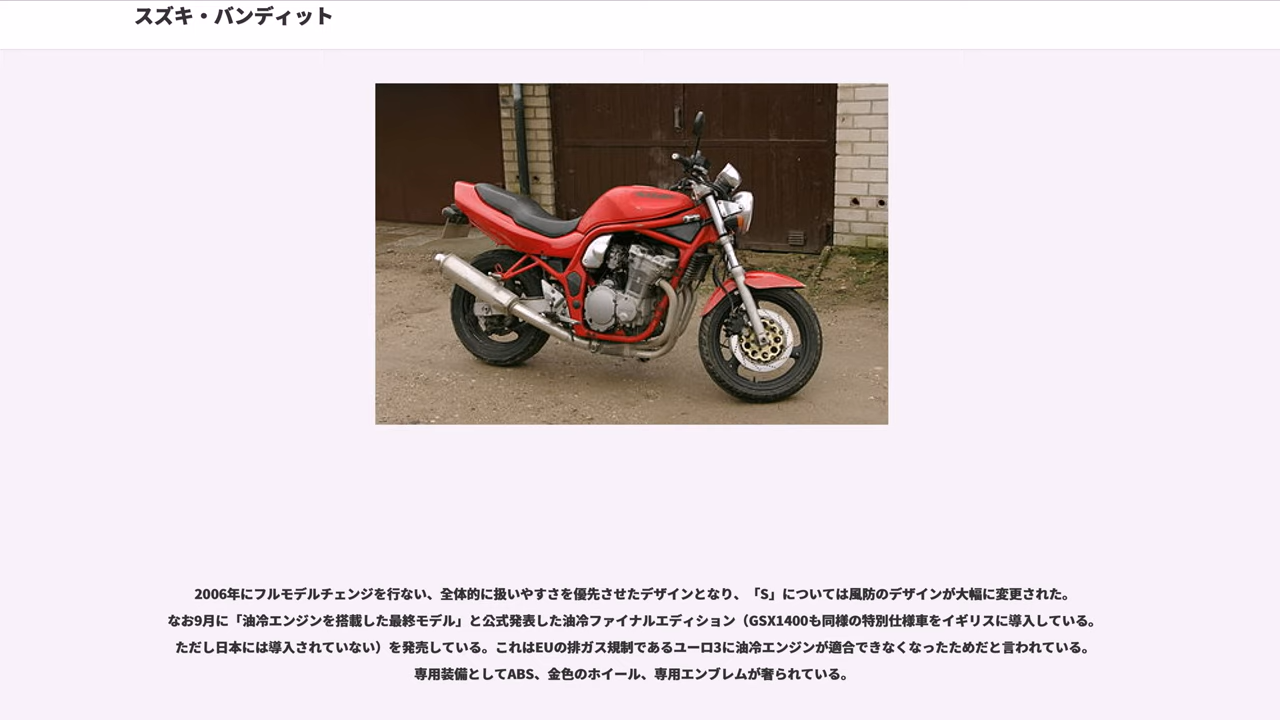 スズキ・バンディット
2006年にフルモデルチェンジを行ない、全体的に扱いやすさを優先させたデザインとなり、「S」については風防のデザインが大幅に変更された。
なお9月に「油冷エンジンを搭載した最終モデル」と公式発表した油冷ファイナルエディション（GSX1400も同様の特別仕様車をイギリスに導入している。
ただし日本には導入されていない）を発売している。これはEUの排ガス規制であるユーロ3に油冷エンジンが適合できなくなったためだと言われている。
専用装備としてABS、金色のホイール、専用エンブレムが奢られている。